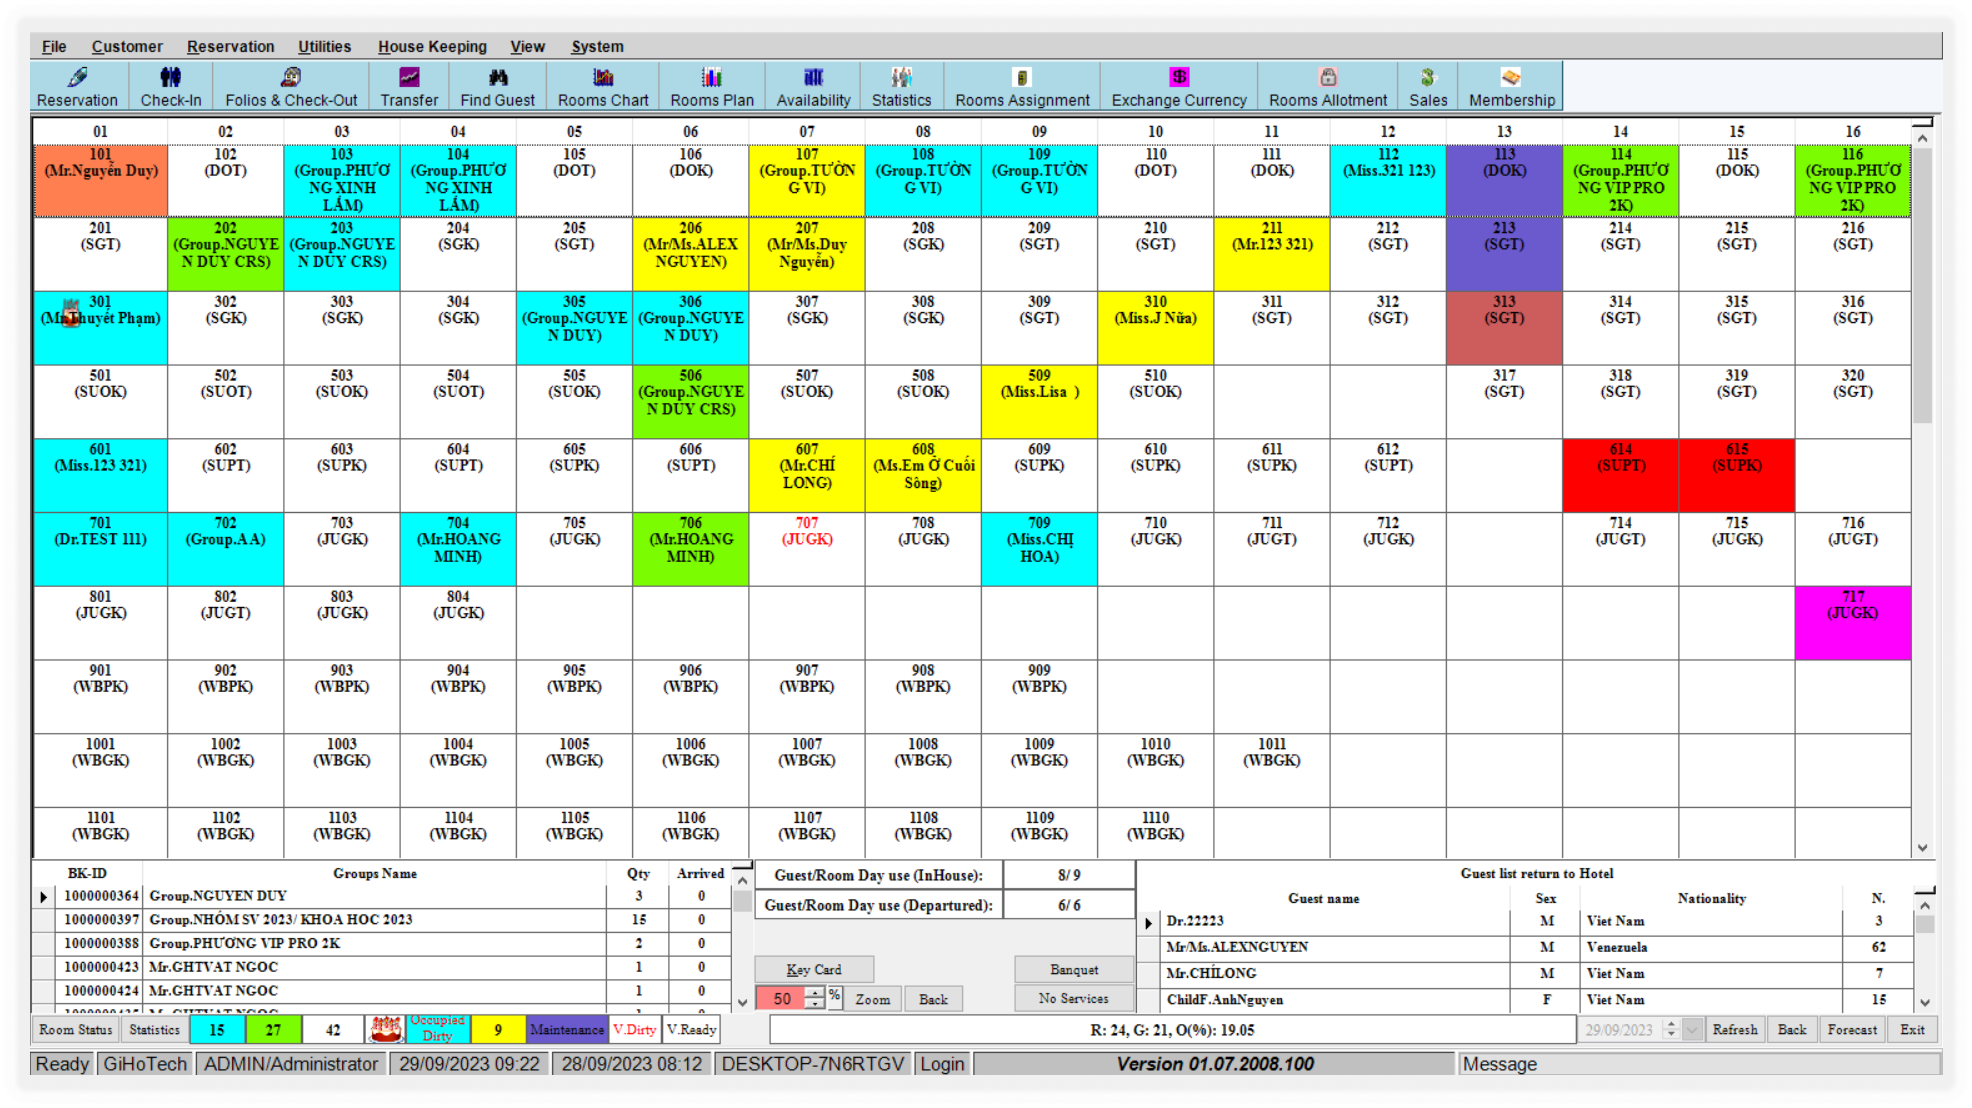 File Customer Reservation Utilities House Keeping View System
Reservation Check-In Folios & Check-Out Transfer Find Guest Rooms Chart Rooms Plan Availability Statistics Rooms Assignment Exchange Currency Rooms Allotment Sales Membership
01 02 03 04 05 06 07 08 09 10 11 12 13 14 15 16
101 102 103 104 105 106 107 108 109 110 111 112 113 114 115 116
(Mr.Nguyễn Duy) (DOT) (Group.PHƯƠ (Group.PHƯƠ (DOT) (DOK) (Group.TƯỜN (Group.TƯỜN (Group.TƯỜN (DOT) (DOK) (Miss.321 123) (DOK) (Group.PHƯƠ (DOK) (Group.PHƯƠ
NG XINH NG XINH G VI) G VI) G VI) NG VIP PRO NG VIP PRO
LẮM) LẮM) 2K) 2K)
201 202 203 204 205 206 207 208 209 210 211 212 213 214 215 216
(SGT) (Group.NGUYE (Group.NGUYE (SGK) (SGT) (Mr/Ms.ALEX (Mr/Ms.Duy (SGK) (SGT) (SGT) (Mr.123 321) (SGT) (SGT) (SGT) (SGT) (SGT)
N DUY CRS) N DUY CRS) NGUYEN) Nguyễn)
301 302 303 304 305 306 307 308 309 310 311 312 313 314 315 316
Thuyết Phạm) (SGK) (SGK) (SGK) (Group.NGUYE (Group.NGUYE (SGK) (SGK) (SGT) (Miss.J Nữa) (SGT) (SGT) (SGT) (SGT) (SGT) (SGT)
N DUY) N DUY)
501 502 503 504 505 506 507 508 509 510 317 318 319 320
(SUOK) (SUOT) (SUOK) (SUOT) (SUOK) (Group.NGUYE (SUOK) (SUOK) (Miss.Lisa ) (SUOK) (SGT) (SGT) (SGT) (SGT)
N DUY CRS)
601 602 603 604 605 606 607 608 609 610 611 612 614 615
(Miss.123 321) (SUPT) (SUPK) (SUPT) (SUPK) (SUPT) (Mr.CHÍ (Ms.Em Ở Cuối (SUPK) (SUPK) (SUPK) (SUPT) (SUPT) (SUPK)
LONG) Sông)
701 702 703 704 705 706 707 708 709 710 711 712 714 715 716
(Dr.TEST 111) (Group.AA) (JUGK) (Mr.HOANG (JUGK) (Mr.HOANG (JUGK) (JUGK) (Miss.CHỊ (JUGK) (JUGT) (JUGK) (JUGT) (JUGK) (JUGT)
MINH) MINH) HOA)
801 802 803 804 717
(JUGK) (JUGT) (JUGK) (JUGK) (JUGK)
901 902 903 904 905 906 907 908 909
(WBPK) (WBPK) (WBPK) (WBPK) (WBPK) (WBPK) (WBPK) (WBPK) (WBPK)
1001 1002 1003 1004 1005 1006 1007 1008 1009 1010 1011
(WBGK) (WBGK) (WBGK) (WBGK) (WBGK) (WBGK) (WBGK) (WBGK) (WBGK) (WBGK) (WBGK)
1101 1102 1103 1104 1105 1106 1107 1108 1109 1110
(WBGK) (WBGK) (WBGK) (WBGK) (WBGK) (WBGK) (WBGK) (WBGK) (WBGK) (WBGK)
BK-ID Groups Name Qty Arrived
1000000364 Group.NGUYEN DUY 3 0
1000000397 Group.NHÓM SV 2023/ KHOA HOC 2023 15 0
1000000388 Group.PHƯƠNG VIP PRO 2K 2 0
1000000423 Mr.GHTVAT NGOC 1 0
1000000424 Mr.GHTVAT NGOC 1 0
Guest/Room Day use (InHouse): 8/ 9
Guest/Room Day use (Departured): 6/ 6
Key Card Banquet
50 % Zoom Back No Services
Guest list return to Hotel
Guest name Sex Nationality N.
Dr.22223 M Viet Nam 3
Mr/Ms.ALEXNGUYEN M Venezuela 62
Mr.CHÍLONG M Viet Nam 7
ChildF.AnhNguyen F Viet Nam 15
Room Status Statistics 15 27 42 Occupied Dirty 9 Maintenance V.Dirty V.Ready R: 24, G: 21, O(%): 19.05 29/09/2023 Refresh Back Forecast Exit
Ready GiHoTech ADMIN/Administrator 29/09/2023 09:22 28/09/2023 08:12 DESKTOP-7N6RTGV Login Version 01.07.2008.100 Message